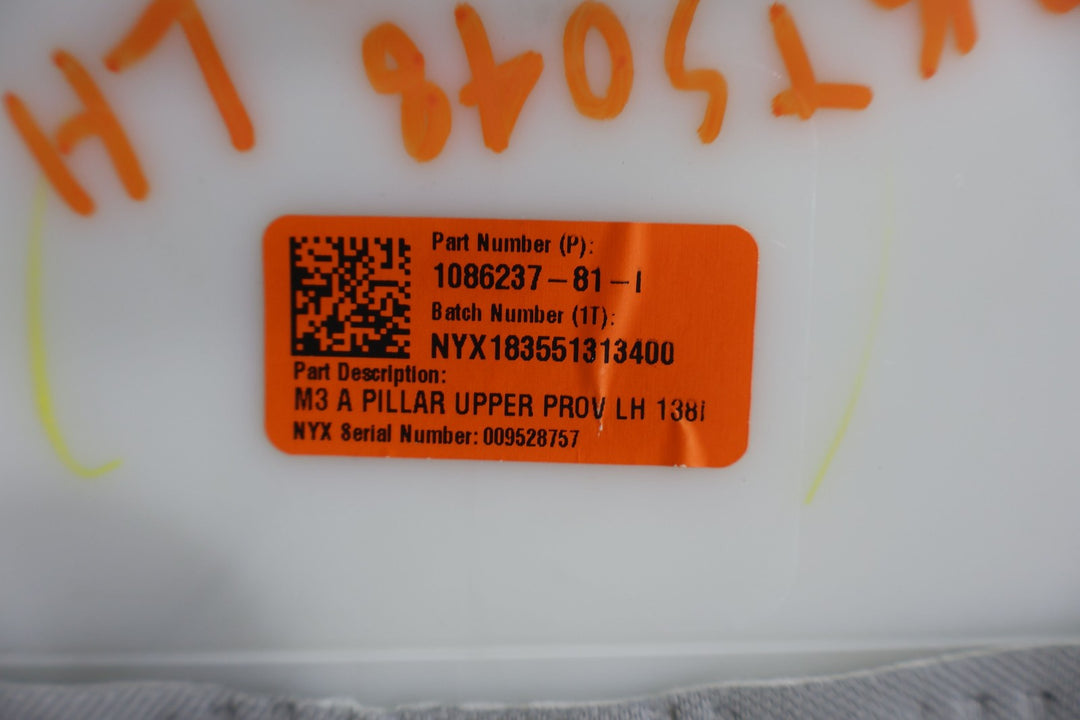 LH
Part Number (P):
1086237-81-I
Batch Number (1T):
NYX183551313400
Part Description:
M3 A PILLAR UPPER PROV LH 138I
NYX Serial Number: 009528757